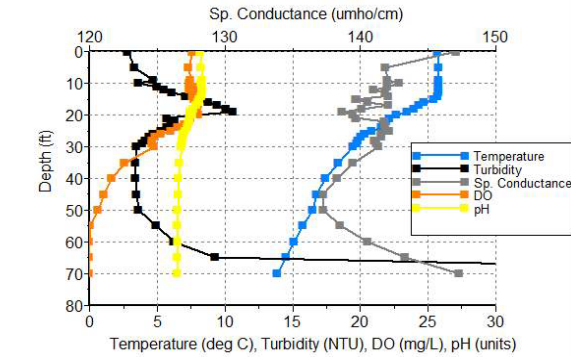 Sp. Conductance (umho/cm)
120 130 140 150
0
10
20
30
40
50
60
70
80
Depth (ft)
Temperature
Turbidity
Sp. Conductance
DO
pH
0 5 10 15 20 25 30
Temperature (deg C), Turbidity (NTU), DO (mg/L), pH (units)